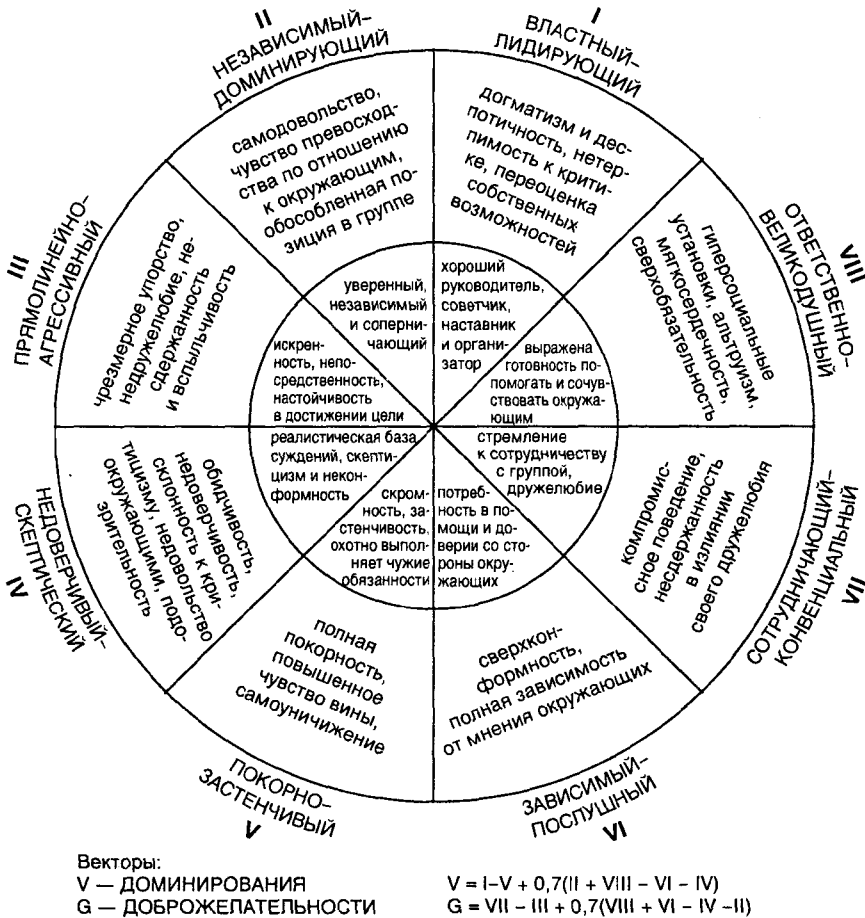 I
ВЛАСТНЫЙ–
ЛИДИРУЮЩИЙ
догматизм и дес-
потичность, нетер-
пимость к крити-
ке, переоценка
собственных
возможностей
хороший
руководитель,
советчик,
наставник
и органи-
затор
II
НЕЗАВИСИМЫЙ-
ДОМИНИРУЮЩИЙ
самодовольство,
чувство превосход-
ства по отношению
к окружающим,
обособленная по-
зиция в группе
уверенный,
независимый
и соперни-
чающий
III
ПРЯМОЛИНЕЙНО–
АГРЕССИВНЫЙ
чрезмерное упорство,
недружелюбие, не-
сдержанность
и вспыльчивость
искрен-
ность, непо-
средственность,
настойчивость
в достижении цели
IV
НЕДОВЕРЧИВЫЙ–
СКЕПТИЧЕСКИЙ
обидчивость,
недоверчивость,
склонность к кри-
тицизму, недовольство
окружающими, подо-
зрительность
реалистическая база
суждений, скепти-
цизм и некон-
формность
V
ПОКОРНО–
ЗАСТЕНЧИВЫЙ
полная
покорность,
повышенное
чувство вины,
самоуничижение
скром-
ность, за-
стенчивость,
охотно выпол-
няет чужие
обязанности
VI
ЗАВИСИМЫЙ–
ПОСЛУШНЫЙ
сверхкон-
формность,
полная зависимость
от мнения окружающих
потреб-
ность в по-
мощи и до-
верии со сто-
роны окру-
жающих
VII
СОТРУДНИЧАЮЩИЙ–
КОНВЕНЦИАЛЬНЫЙ
компромис-
сное поведение,
несдержанность
в излиянии
своего дружелюбия
стремление
к сотрудничеству
с группой,
дружелюбие
VIII
ОТВЕТСТВЕННО–
ВЕЛИКОДУШНЫЙ
гиперсоциальные
установки, альтруизм,
мягкосердечность,
сверхобязательность
выражена
готовность по-
помогать и сочув-
ствовать окружа-
ющим
Векторы:
V — ДОМИНИРОВАНИЯ V = I–V + 0,7(II + VIII – VI – IV)
G — ДОБРОЖЕЛАТЕЛЬНОСТИ G = VII – III + 0,7(VIII + VI – IV –II)